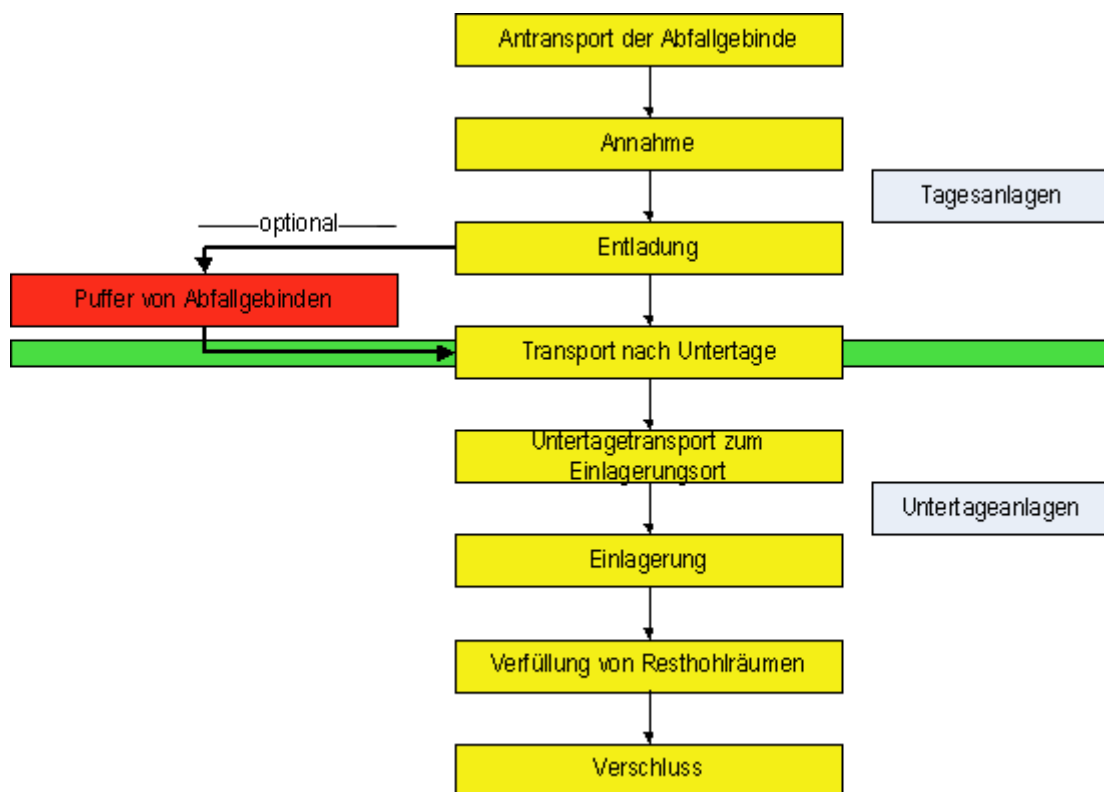 Antransport der Abfallgebinde
Annahme
Tagesanlagen
optional
Entladung
Puffer von Abfallgebinden
Transport nach Untertage
Untertagetransport zum
Einlagerungsort
Untertageanlagen
Einlagerung
Verfüllung von Resthohlräumen
Verschluss